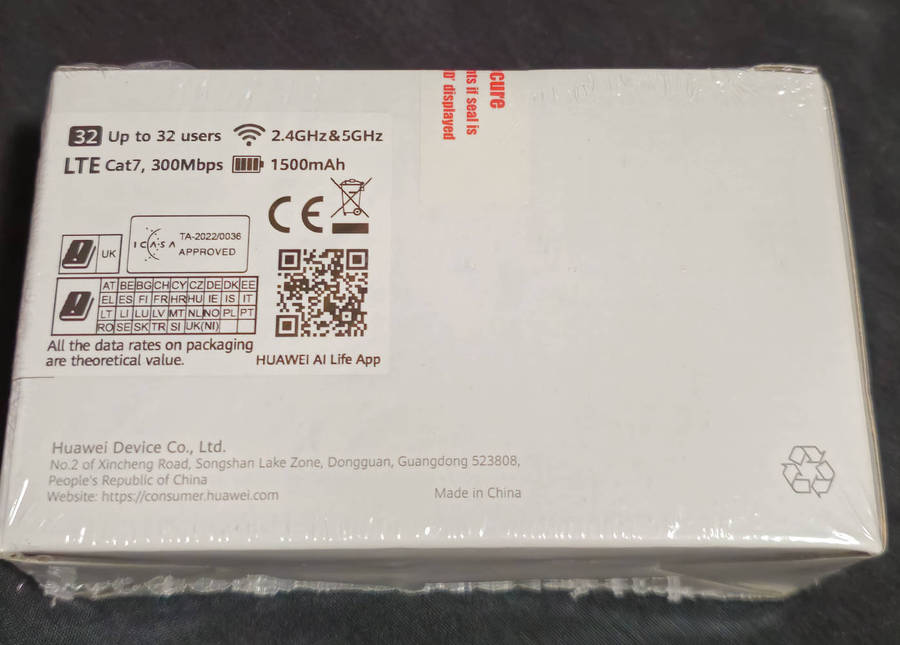 cure
ts if seal is
D' displayed
32 Up to 32 users 2.4GHz&5GHz
LTE Cat7, 300Mbps 1500mAh
CE
UK
ICASA TA-2022/0036
APPROVED
AT BE BG CH CY CZ DE DK EE
EL ES FI FR HR HU IE IS IT
LT LI LU LV MT NL NO PL PT
RO SE SK TR SI UK(NI)
All the data rates on packaging
are theoretical value.
HUAWEI AI Life App
Huawei Device Co., Ltd.
No.2 of Xincheng Road, Songshan Lake Zone, Dongguan, Guangdong 523808,
People's Republic of China
Website: https://consumer.huawei.com
Made in China